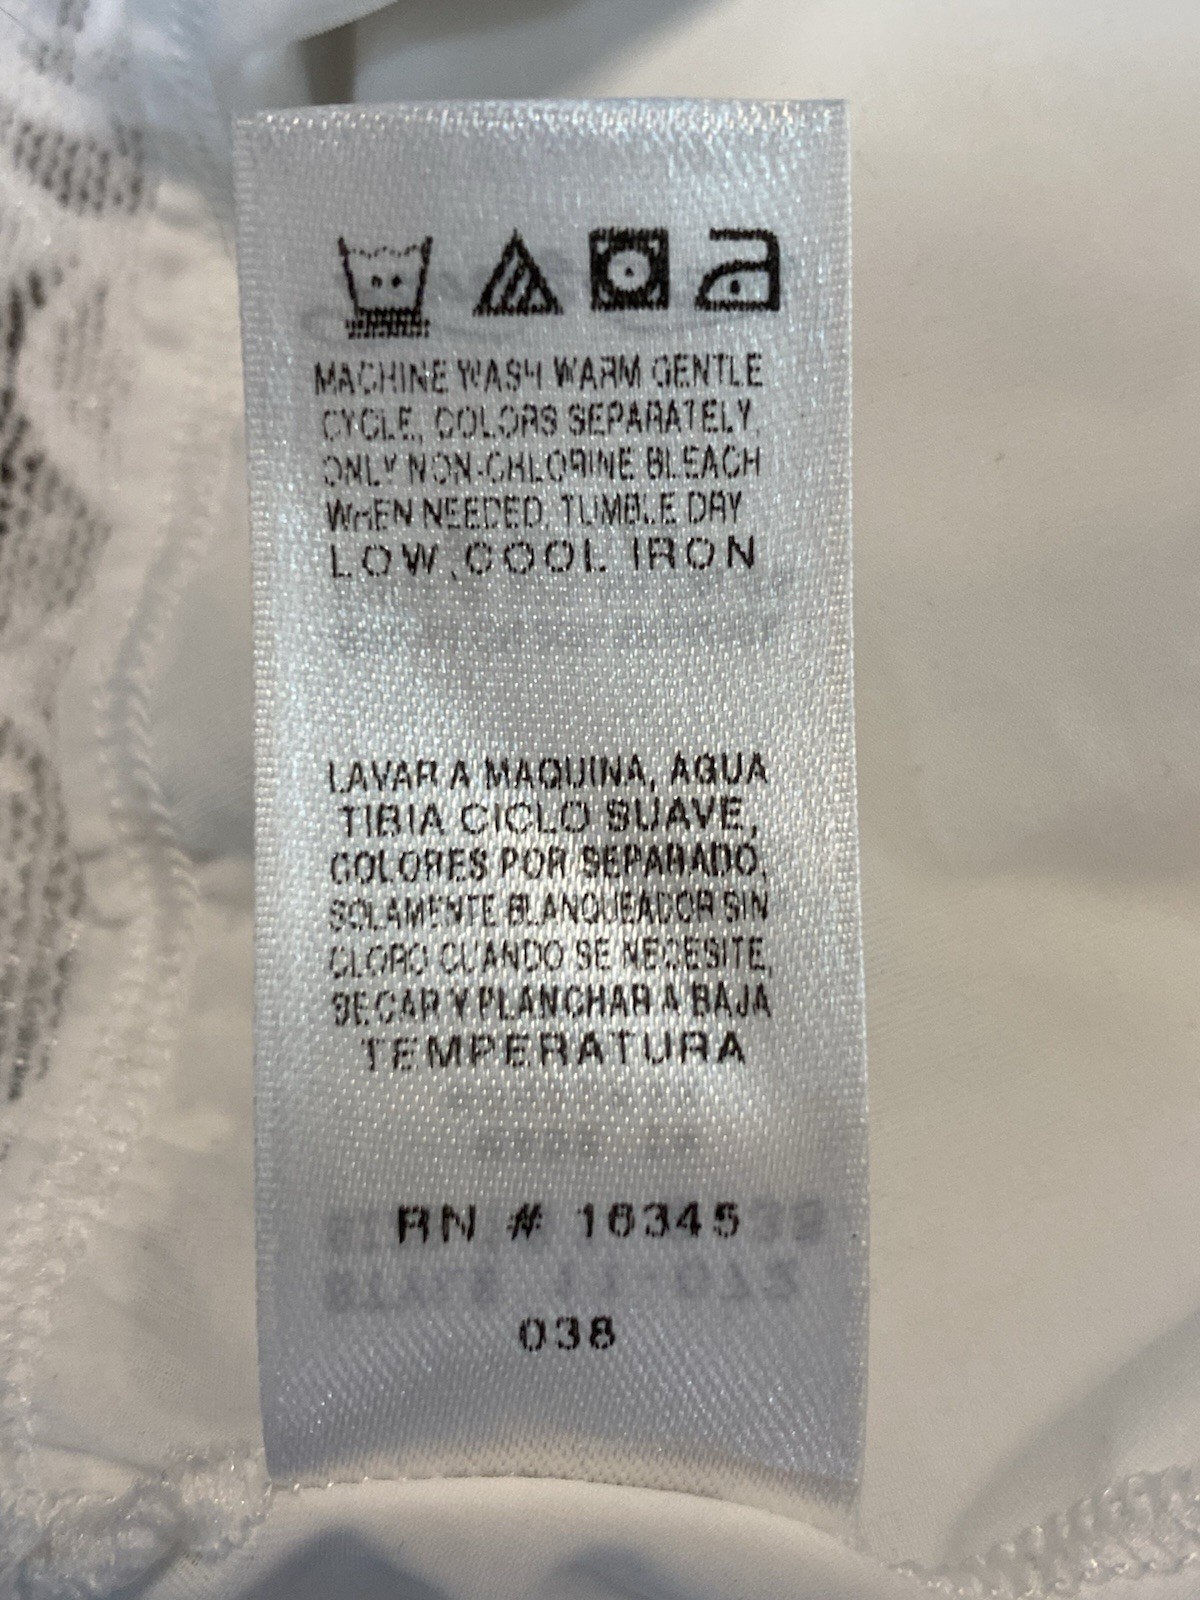 MACHINE WASH WARM GENTLE
CYCLE, COLORS SEPARATELY,
ONLY NON-CHLORINE BLEACH
WHEN NEEDED, TUMBLE DRY
LOW, COOL IRON
LAVAR A MAQUINA, AGUA
TIBIA CICLO SUAVE,
COLORES POR SEPARADO,
SOLAMENTE BLANQUEADOR SIN
CLORO CUANDO SE NECESITE,
SECAR Y PLANCHAR A BAJA
TEMPERATURA
RN # 16345
038